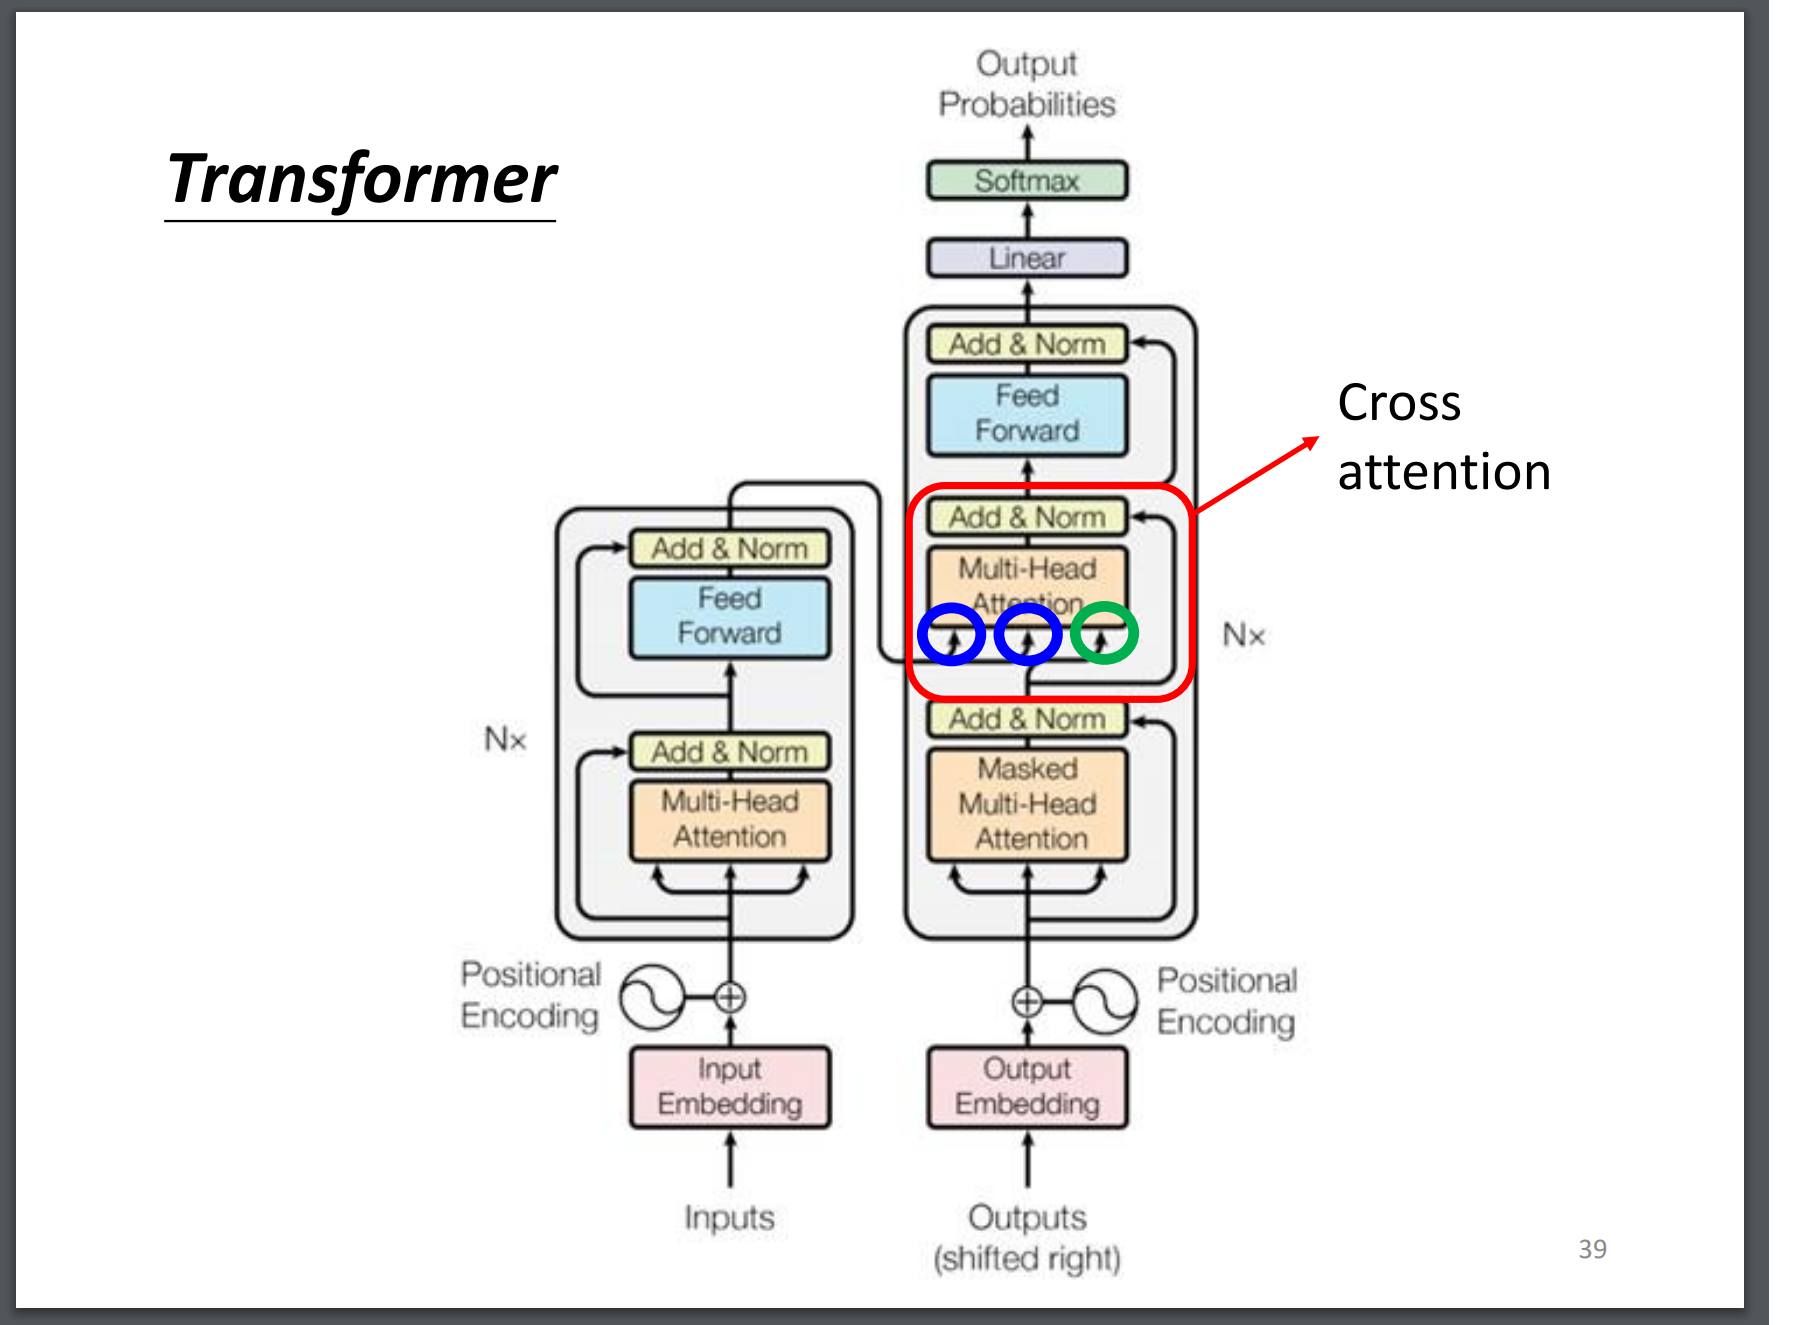 Transformer
Output
Probabilities
Softmax
Linear
Add & Norm
Feed
Forward
Cross
attention
Add & Norm
Multi-Head
Attention
Nx
Add & Norm
Masked
Multi-Head
Attention
Add & Norm
Feed
Forward
Nx
Add & Norm
Multi-Head
Attention
Positional
Encoding
Positional
Encoding
Input
Embedding
Output
Embedding
Inputs
Outputs
(shifted right)
39